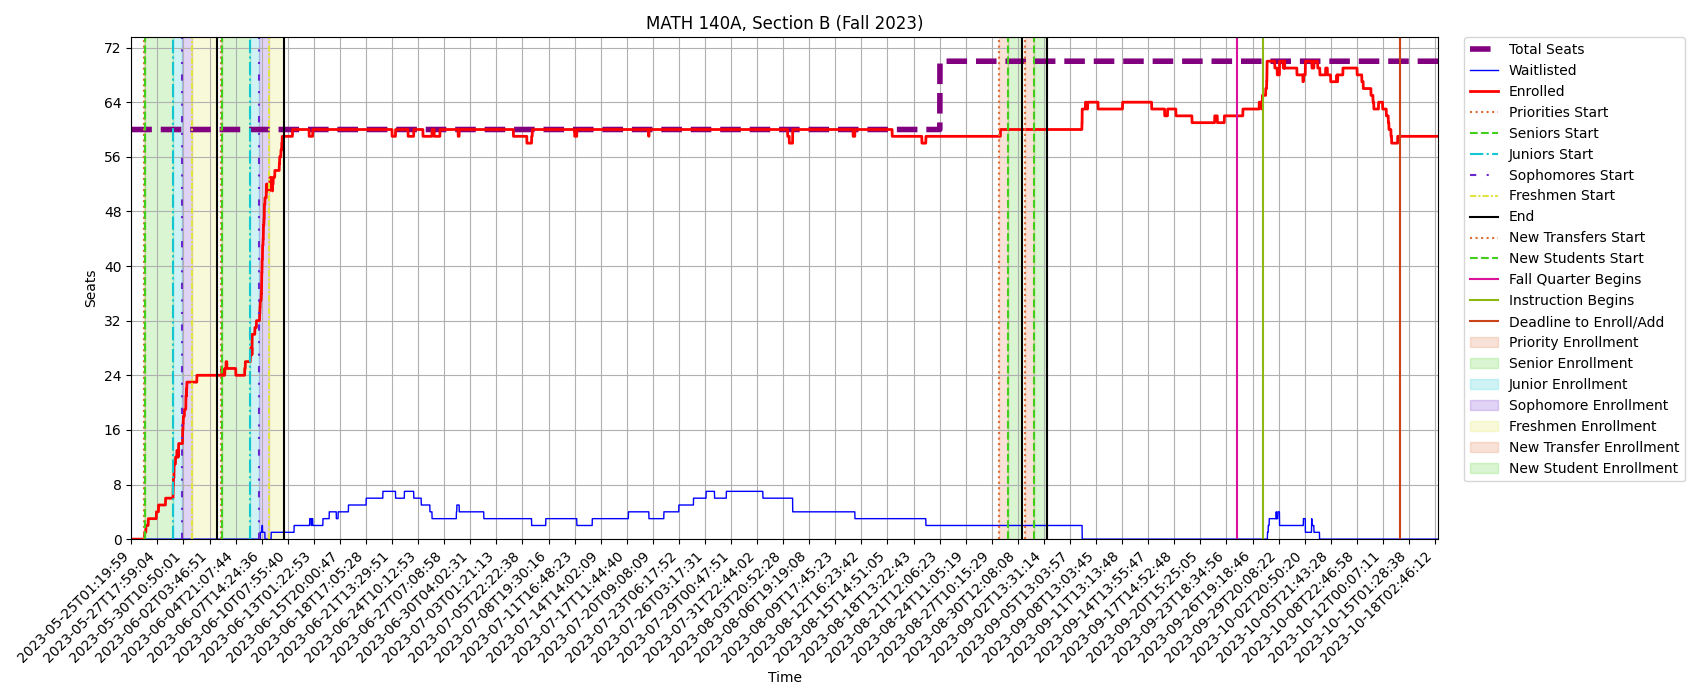 MATH 140A, Section B (Fall 2023)
Seats
72
64
56
48
40
32
24
16
8
0
2023-05-25T01:19:59
2023-05-27T17:59:04
2023-05-30T10:50:01
2023-06-02T03:46:51
2023-06-04T21:07:44
2023-06-07T14:24:36
2023-06-10T07:55:40
2023-06-13T01:22:53
2023-06-15T20:00:47
2023-06-18T17:05:28
2023-06-21T13:29:51
2023-06-24T10:12:53
2023-06-27T07:08:50
2023-06-30T04:02:31
2023-07-03T01:21:13
2023-07-05T22:22:38
2023-07-08T19:30:16
2023-07-11T16:48:23
2023-07-14T14:02:09
2023-07-17T11:44:40
2023-07-20T09:08:09
2023-07-23T06:17:52
2023-07-26T03:17:31
2023-07-29T00:47:51
2023-07-31T22:44:02
2023-08-03T20:52:28
2023-08-06T19:19:08
2023-08-09T17:45:23
2023-08-12T16:23:42
2023-08-15T14:51:05
2023-08-18T13:22:43
2023-08-21T12:06:23
2023-08-24T11:05:19
2023-08-27T10:15:29
2023-08-30T12:08:08
2023-09-02T13:31:14
2023-09-05T13:03:57
2023-09-08T13:03:45
2023-09-11T13:13:48
2023-09-14T13:55:47
2023-09-17T14:52:48
2023-09-20T15:25:05
2023-09-23T18:34:56
2023-09-26T19:18:46
2023-09-29T20:08:22
2023-10-02T20:50:20
2023-10-05T21:43:28
2023-10-08T22:46:58
2023-10-12T00:07:11
2023-10-15T01:28:38
2023-10-18T02:46:12
Time
Total Seats
Waitlisted
Enrolled
Priorities Start
Seniors Start
Juniors Start
Sophomores Start
Freshmen Start
End
New Transfers Start
New Students Start
Fall Quarter Begins
Instruction Begins
Deadline to Enroll/Add
Priority Enrollment
Senior Enrollment
Junior Enrollment
Sophomore Enrollment
Freshmen Enrollment
New Transfer Enrollment
New Student Enrollment